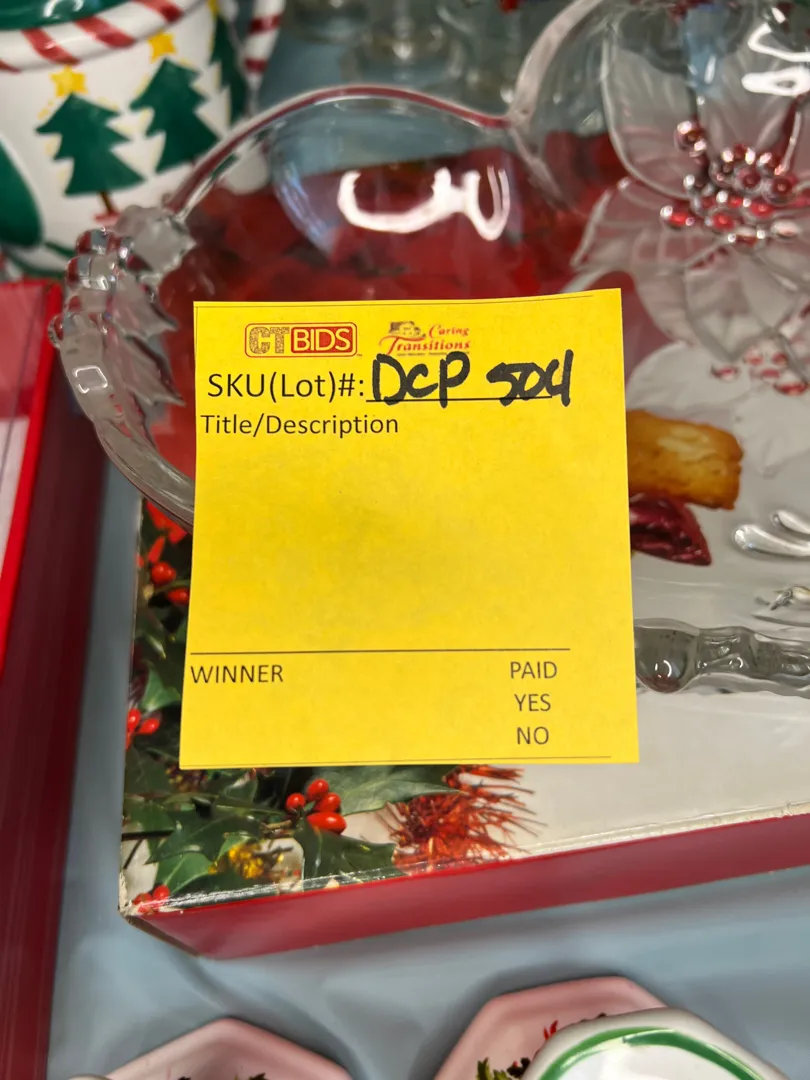 CTBIDS
Caring
Transitions
SKU(Lot)#: DCP 504
Title/Description
WINNER
PAID
YES
NO